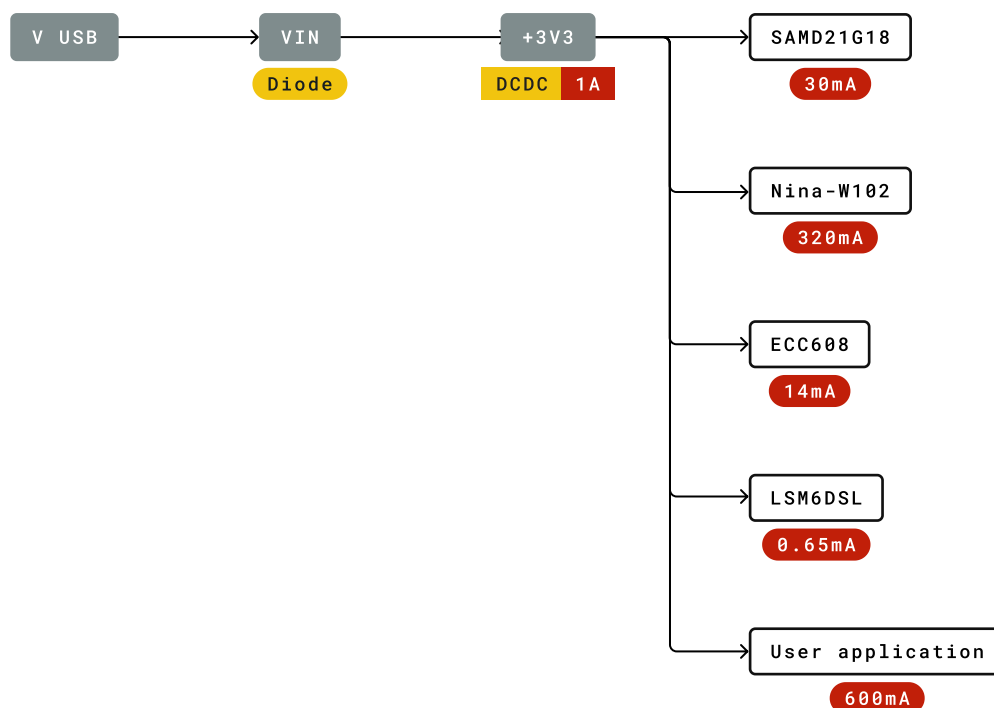 V USB
VIN
+3V3
SAMD21G18
Diode
DCDC
1A
30mA
Nina-W102
320mA
ECC608
14mA
LSM6DSL
0.65mA
User application
600mA